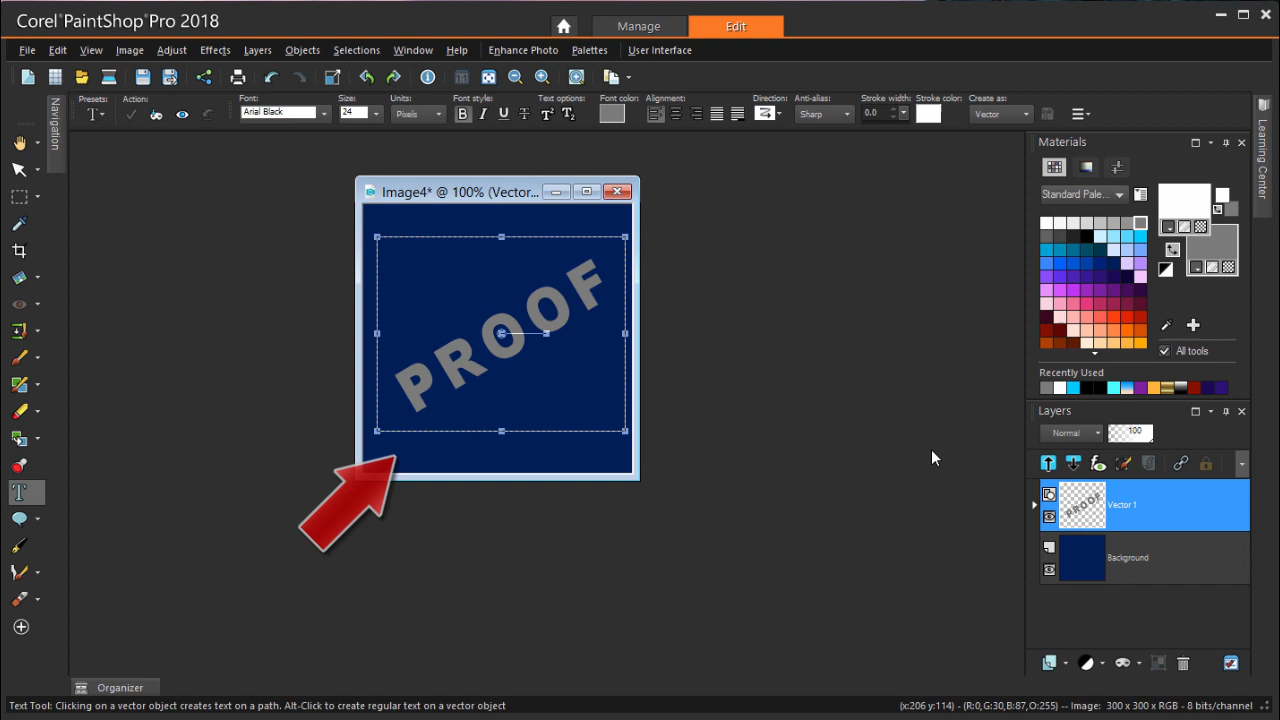 Corel PaintShop Pro 2018
Manage
Edit
File Edit View Image Adjust Effects Layers Objects Selections Window Help Enhance Photo Palettes User Interface
Presets: Action: Font: Size: Units: Font style: Text options: Font color: Alignment: Direction: Anti-alias: Stroke width: Stroke color: Create as:
Arial Black 24 Pixels B I U Sharp 0.0 Vector
Navigation
Learning Center
Image4* @ 100% (Vector...
PROOF
Materials
Standard Pale...
All tools
Recently Used
Layers
Normal 100
PROOF
Vector 1
Background
Organizer
Text Tool: Clicking on a vector object creates text on a path. Alt-Click to create regular text on a vector object
(x:206 y:114) - (R:0,G:30,B:87,O:255) -- Image: 300 x 300 x RGB - 8 bits/channel